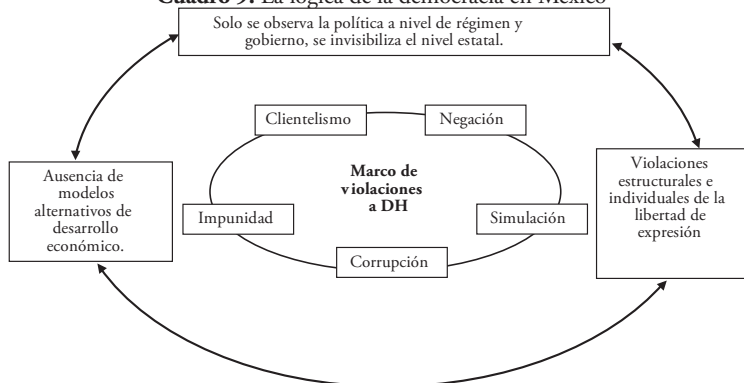 Cuadro 9. La lógica de la democracia en México
Solo se observa la política a nivel de régimen y
gobierno, se invisibiliza el nivel estatal.
Clientelismo
Negación
Ausencia de
modelos
alternativos de
desarrollo
económico.
Marco de
violaciones
a DH
Violaciones
estructurales e
individuales de la
libertad de
expresión
Impunidad
Simulación
Corrupción